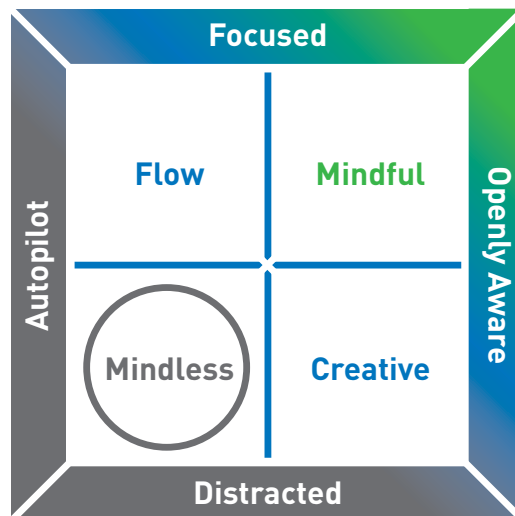 Focused
Flow
Mindful
Autopilot
Openly Aware
Mindless
Creative
Distracted